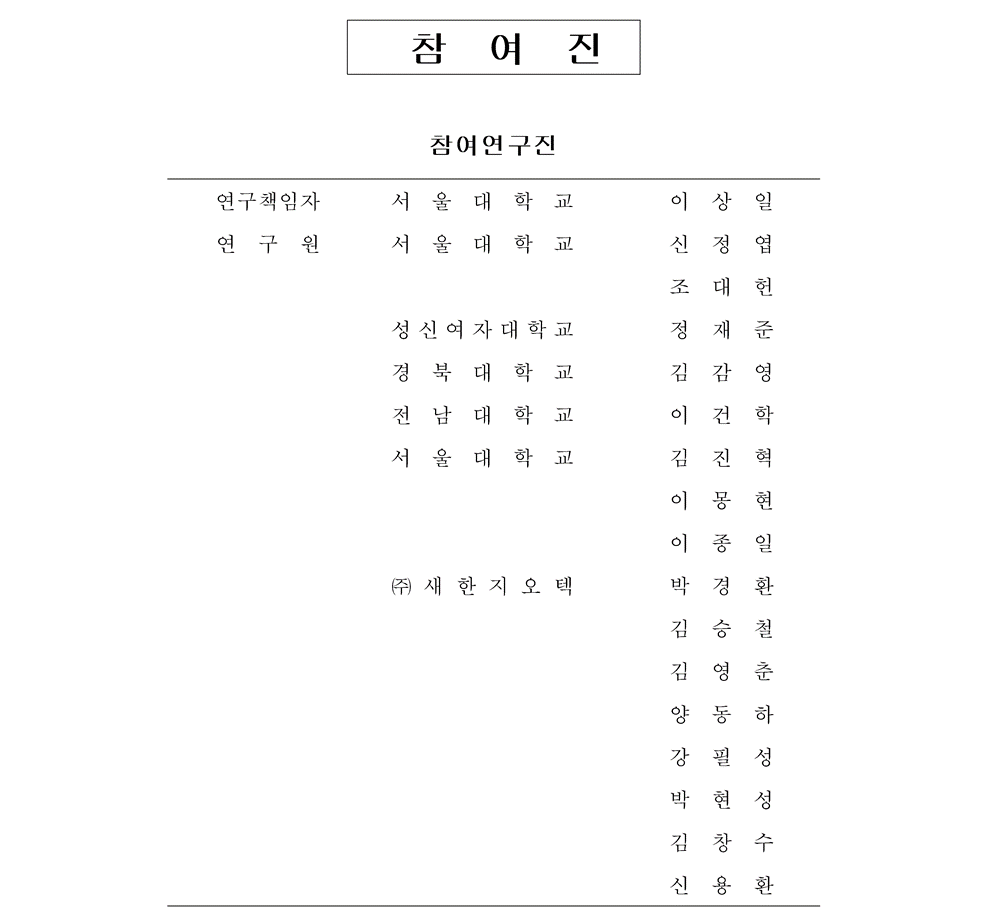 참 여 진
참여연구진
연구책임자 서 울 대 학 교 이 상 일
연 구 원 서 울 대 학 교 신 정 엽
조 대 헌
성신여자대학교 정 재 준
경 북 대 학 교 김 감 영
전 남 대 학 교 이 건 학
서 울 대 학 교 김 진 혁
이 몽 현
이 종 일
㈜ 새 한 지 오 텍 박 경 환
김 승 철
김 영 춘
양 동 하
강 필 성
박 현 성
김 창 수
신 용 환